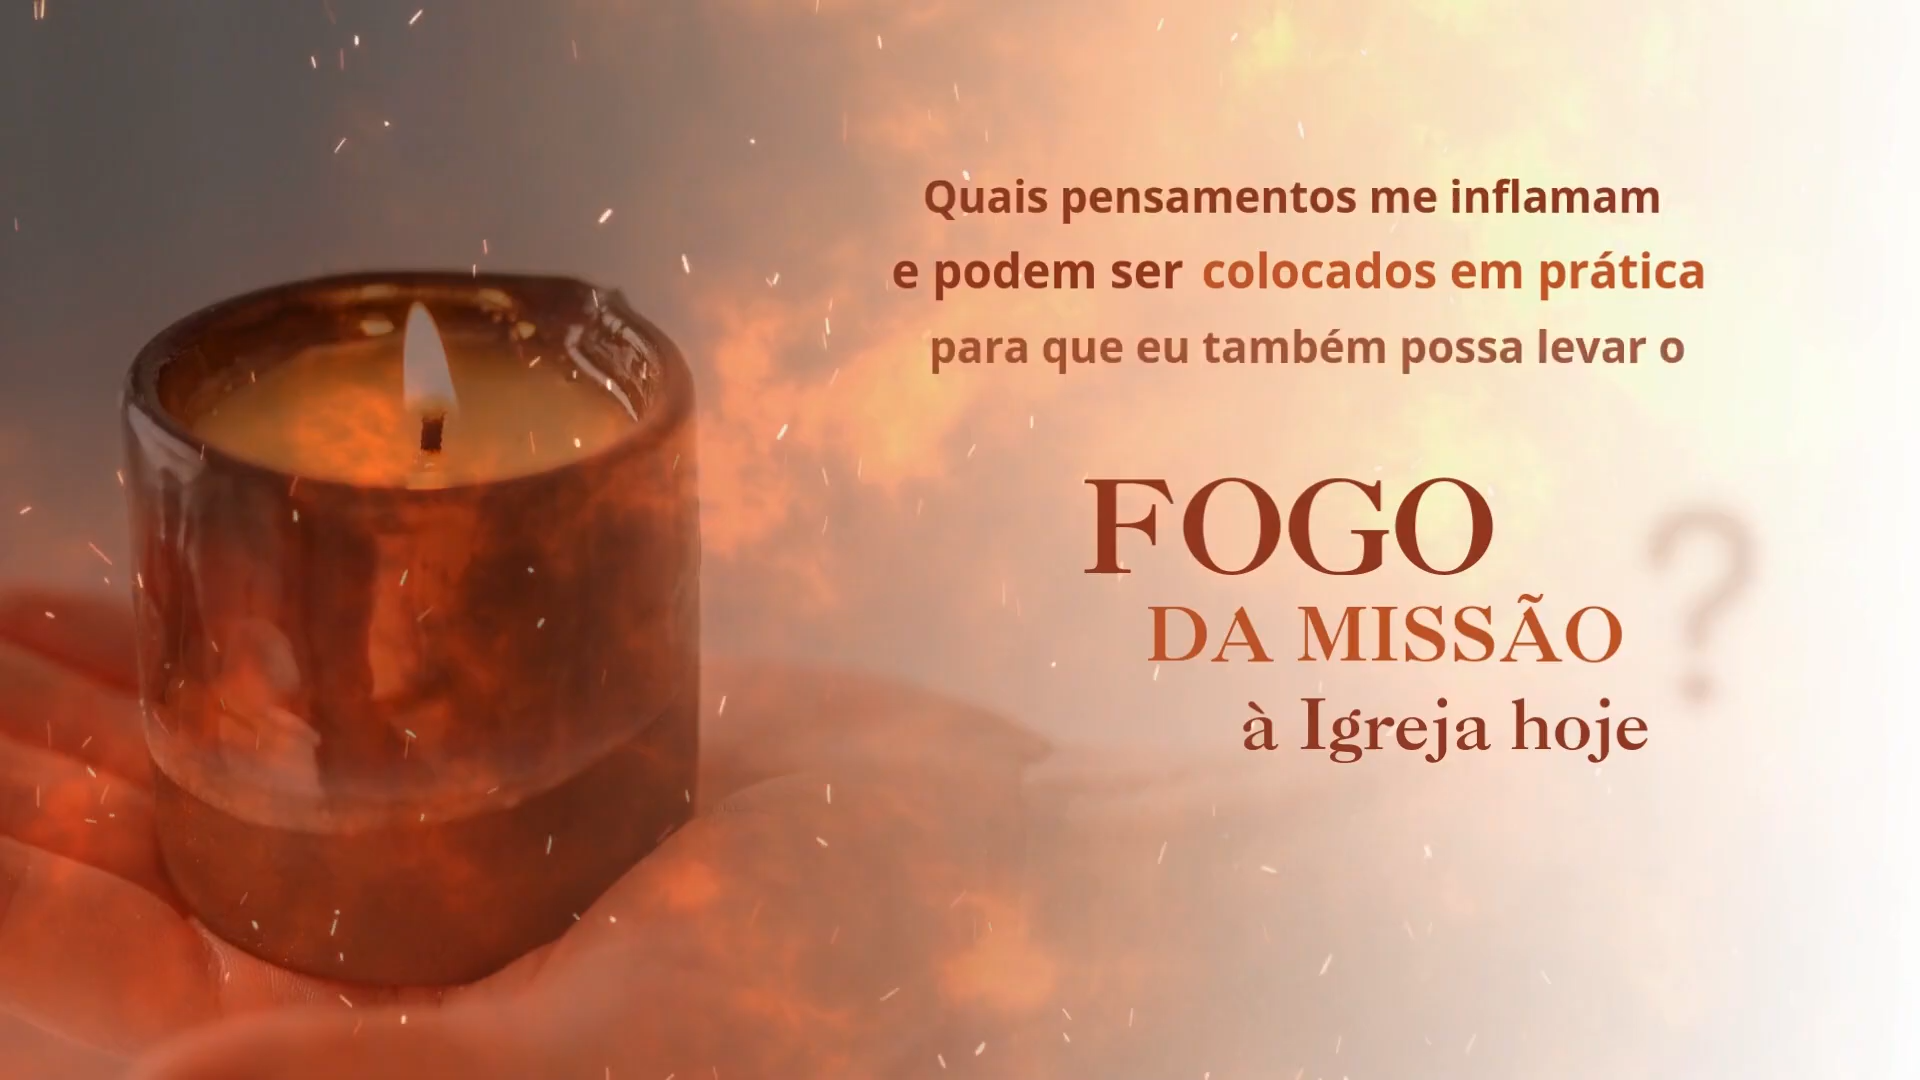 Quais pensamentos me inflamam
e podem ser colocados em prática
para que eu também possa levar o
FOGO
DA MISSÃO
à Igreja hoje
?